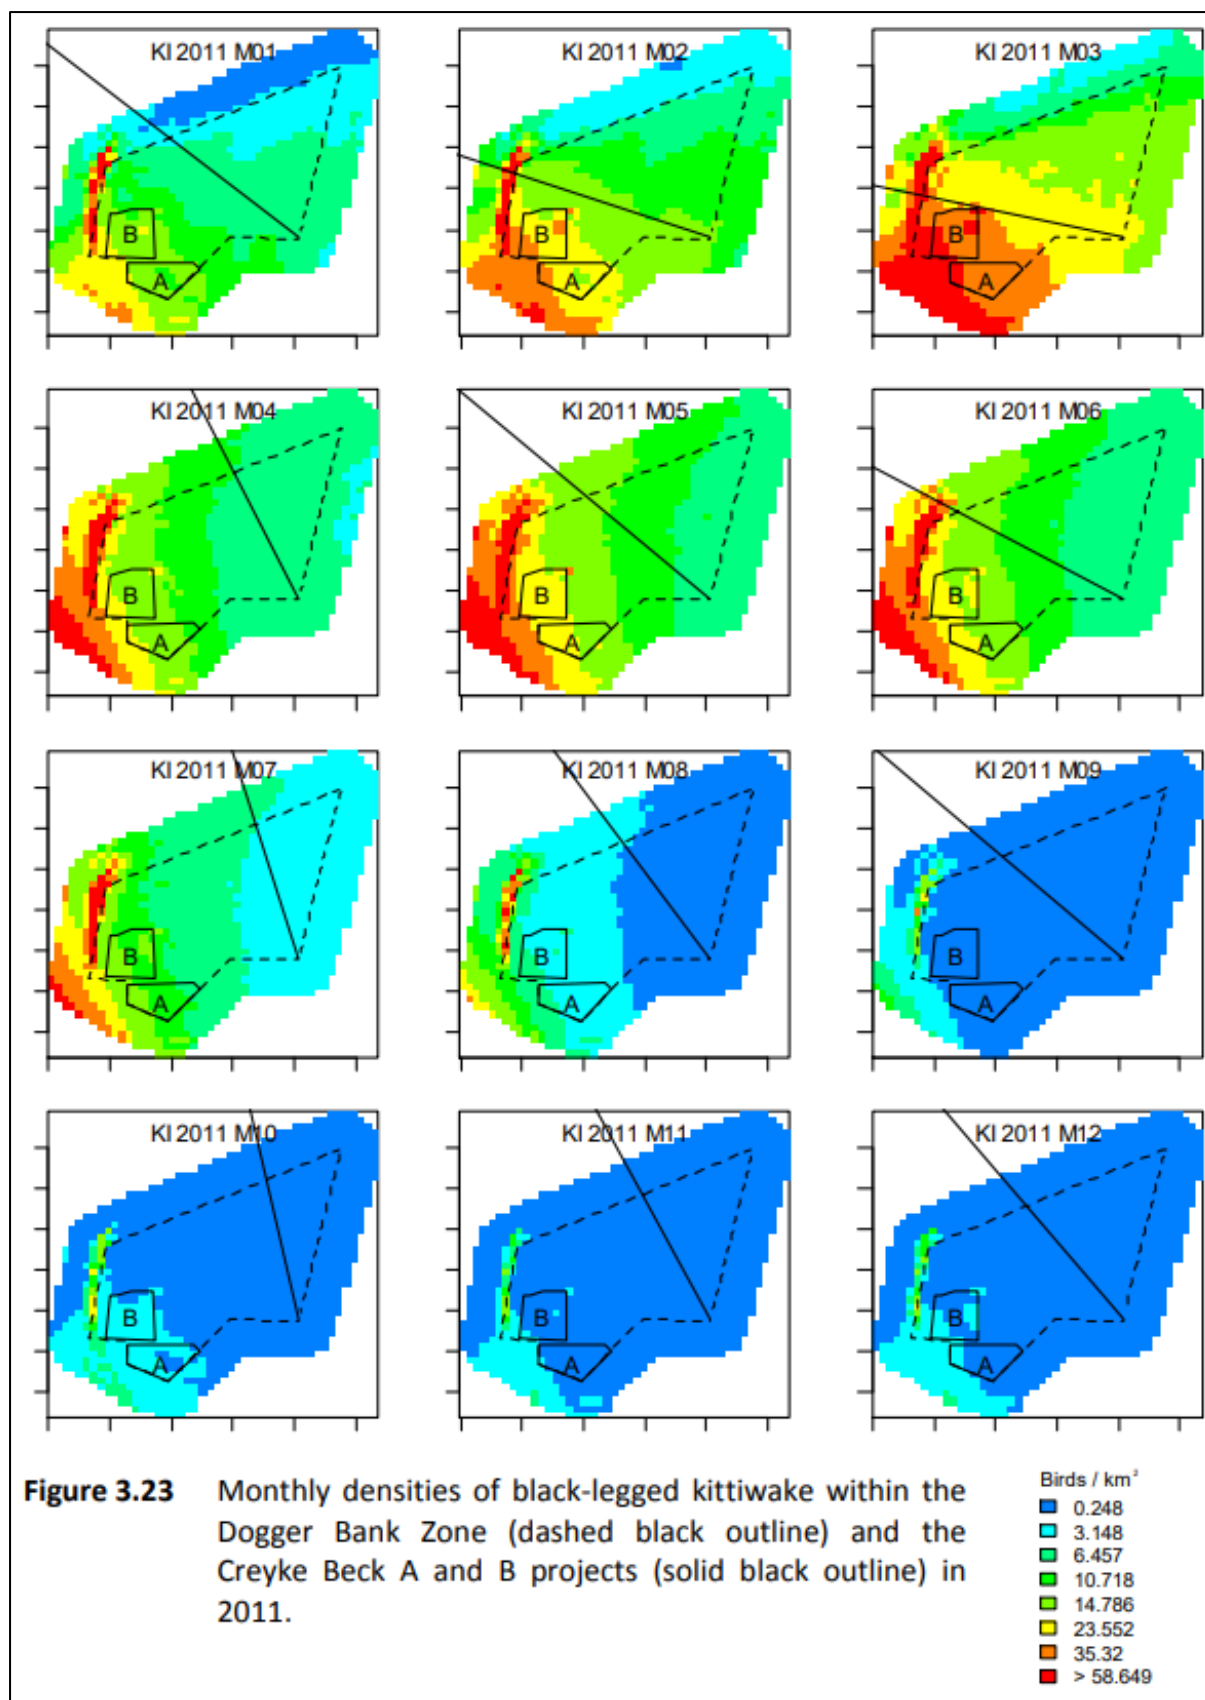 KI 2011 M01
KI 2011 M02
KI 2011 M03
B
A
B
A
B
A
KI 2011 M04
KI 2011 M05
KI 2011 M06
B
A
B
A
B
A
KI 2011 M07
KI 2011 M08
KI 2011 M09
B
A
B
A
B
A
KI 2011 M10
KI 2011 M11
KI 2011 M12
B
A
B
A
B
A
Figure 3.23 Monthly densities of black-legged kittiwake within the
Dogger Bank Zone (dashed black outline) and the
Creyke Beck A and B projects (solid black outline) in
2011.
Birds / km²
0.248
3.148
6.457
10.718
14.786
23.552
35.32
> 58.649